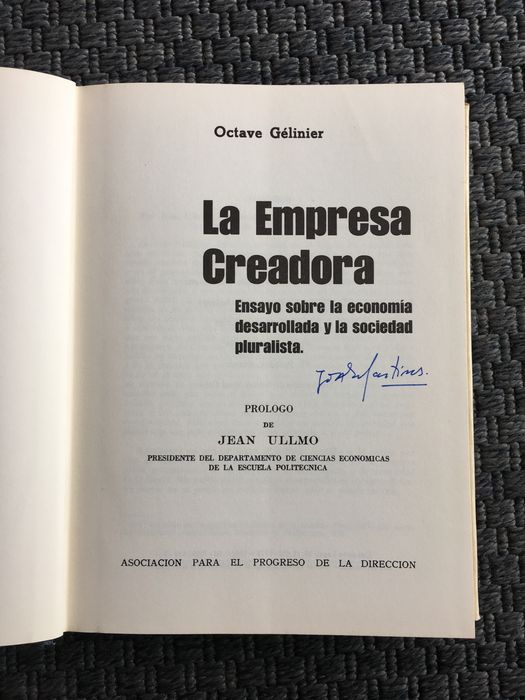 Octave Gélinier
La Empresa
Creadora
Ensayo sobre la economía
desarrollada y la sociedad
pluralista.
PROLOGO
DE
JEAN ULLMO
PRESIDENTE DEL DEPARTAMENTO DE CIENCIAS ECONOMICAS
DE LA ESCUELA POLITECNICA
ASOCIACION PARA EL PROGRESO DE LA DIRECCION